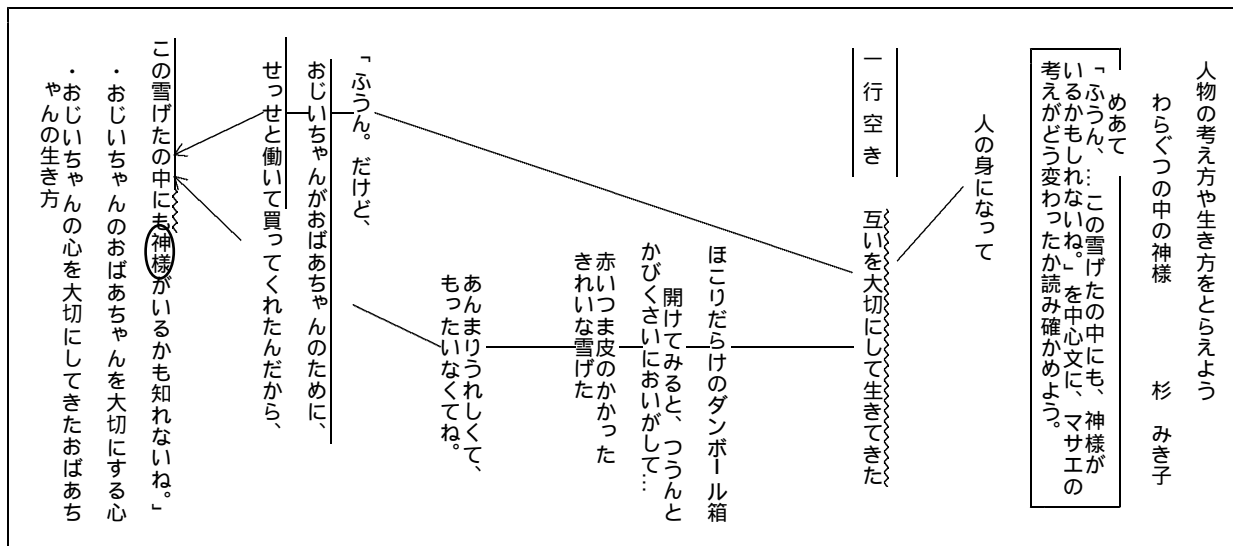 人物の考え方や生き方をとらえよう
わらぐつの中の神様　杉　みき子
めあて
「ふうん、…この雪げたの中にも、神様が
いるかもしれないね。」を中心文に、マサエの
考えがどう変わったか読み確かめよう。
人の身になって
一行空き
互いを大切にして生きてきた
ほこりだらけのダンボール箱
開けてみると、つうんと
かびくさいにおいがして…
赤いつま皮のかかった
きれいな雪げた
あんまりうれしくて、
もったいなくてね。
「ふうん。だけど、
おじいちゃんがおばあちゃんのために、
せっせと働いて買ってくれたんだから、
この雪げたの中にも神様がいるかも知れないね。」
・おじいちゃんのおばあちゃんを大切にする心
・おじいちゃんの心を大切にしてきたおばあち
ゃんの生き方